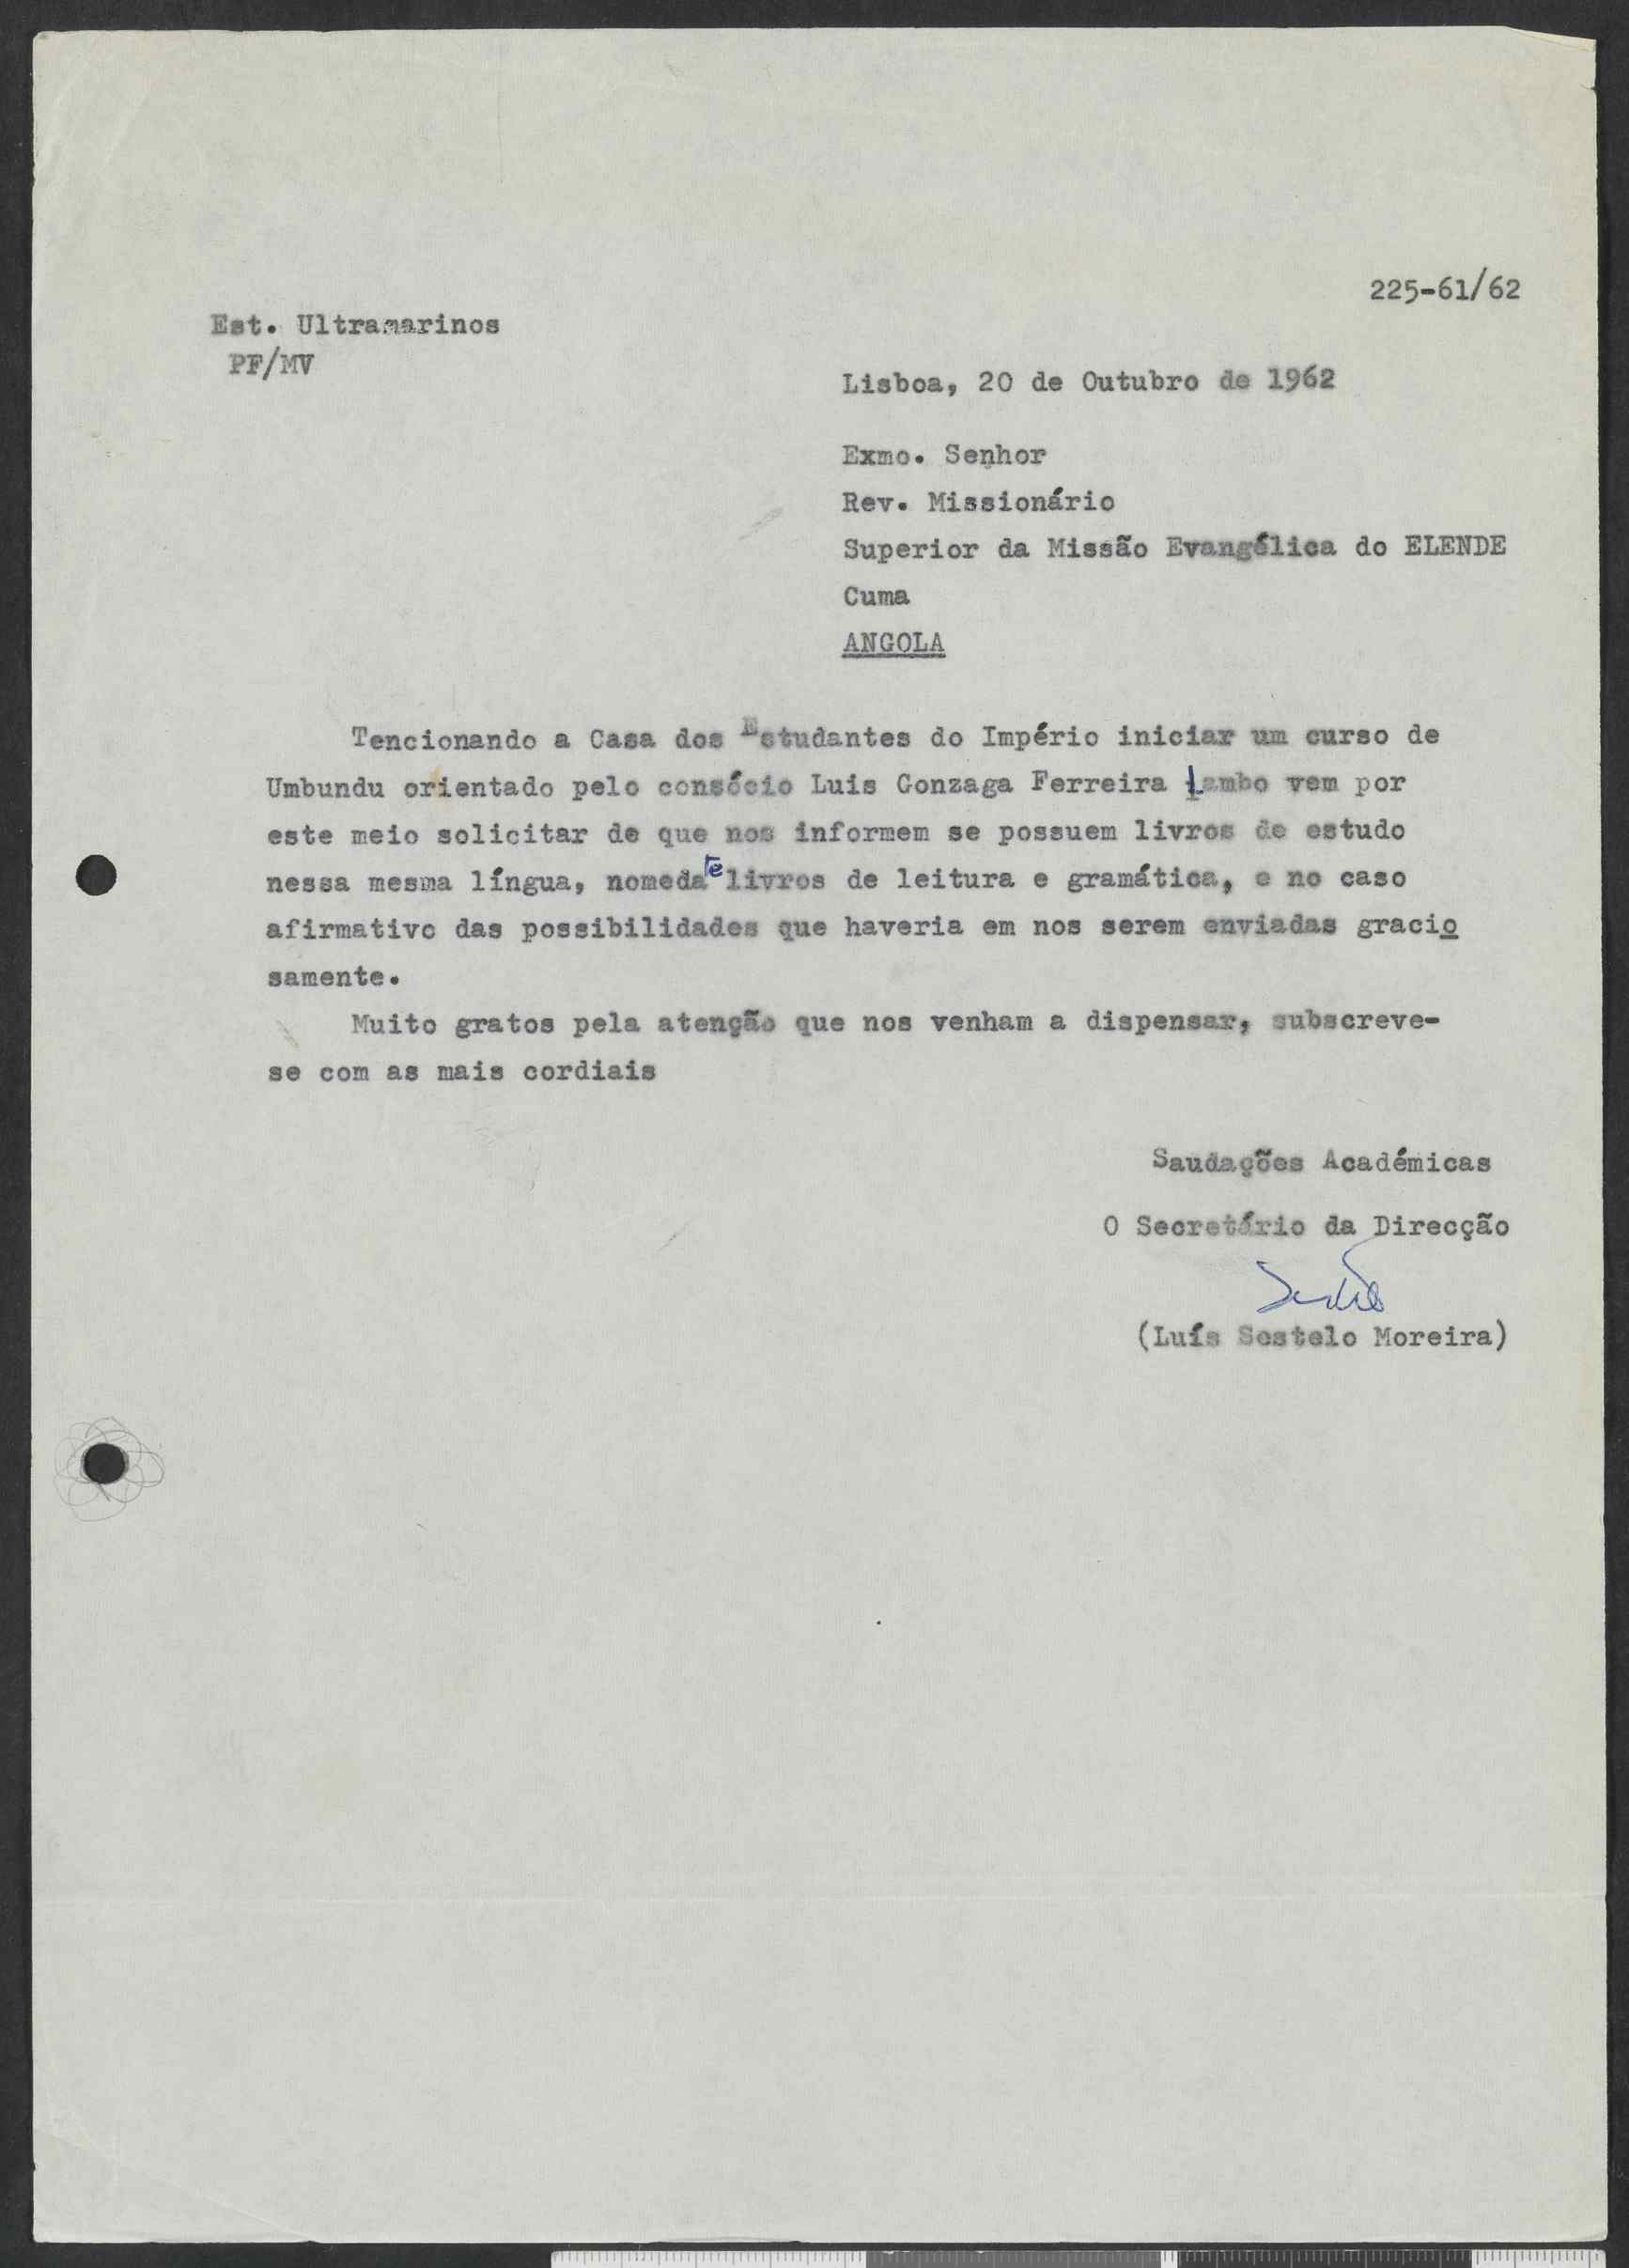 225-61/62
Est. Ultramarinos
PF/MV
Lisboa, 20 de Outubro de 1962
Exmo. Senhor
Rev. Missionário
Superior da Missão Evangélica do ELENDE
Cuma
ANGOLA
Tencionando a Casa dos Estudantes do Império iniciar um curso de
Umbundu orientado pelo consócio Luis Gonzaga Ferreira Lambo vem por
este meio solicitar de que nos informem se possuem livros de estudo
nessa mesma língua, nomedate livros de leitura e gramática, e no caso
afirmativo das possibilidades que haveria em nos serem enviadas gracio
samente.
Muito gratos pela atenção que nos venham a dispensar, subscreve-
se com as mais cordiais
Saudações Académicas
O Secretário da Direcção
(Luís Sostelo Moreira)